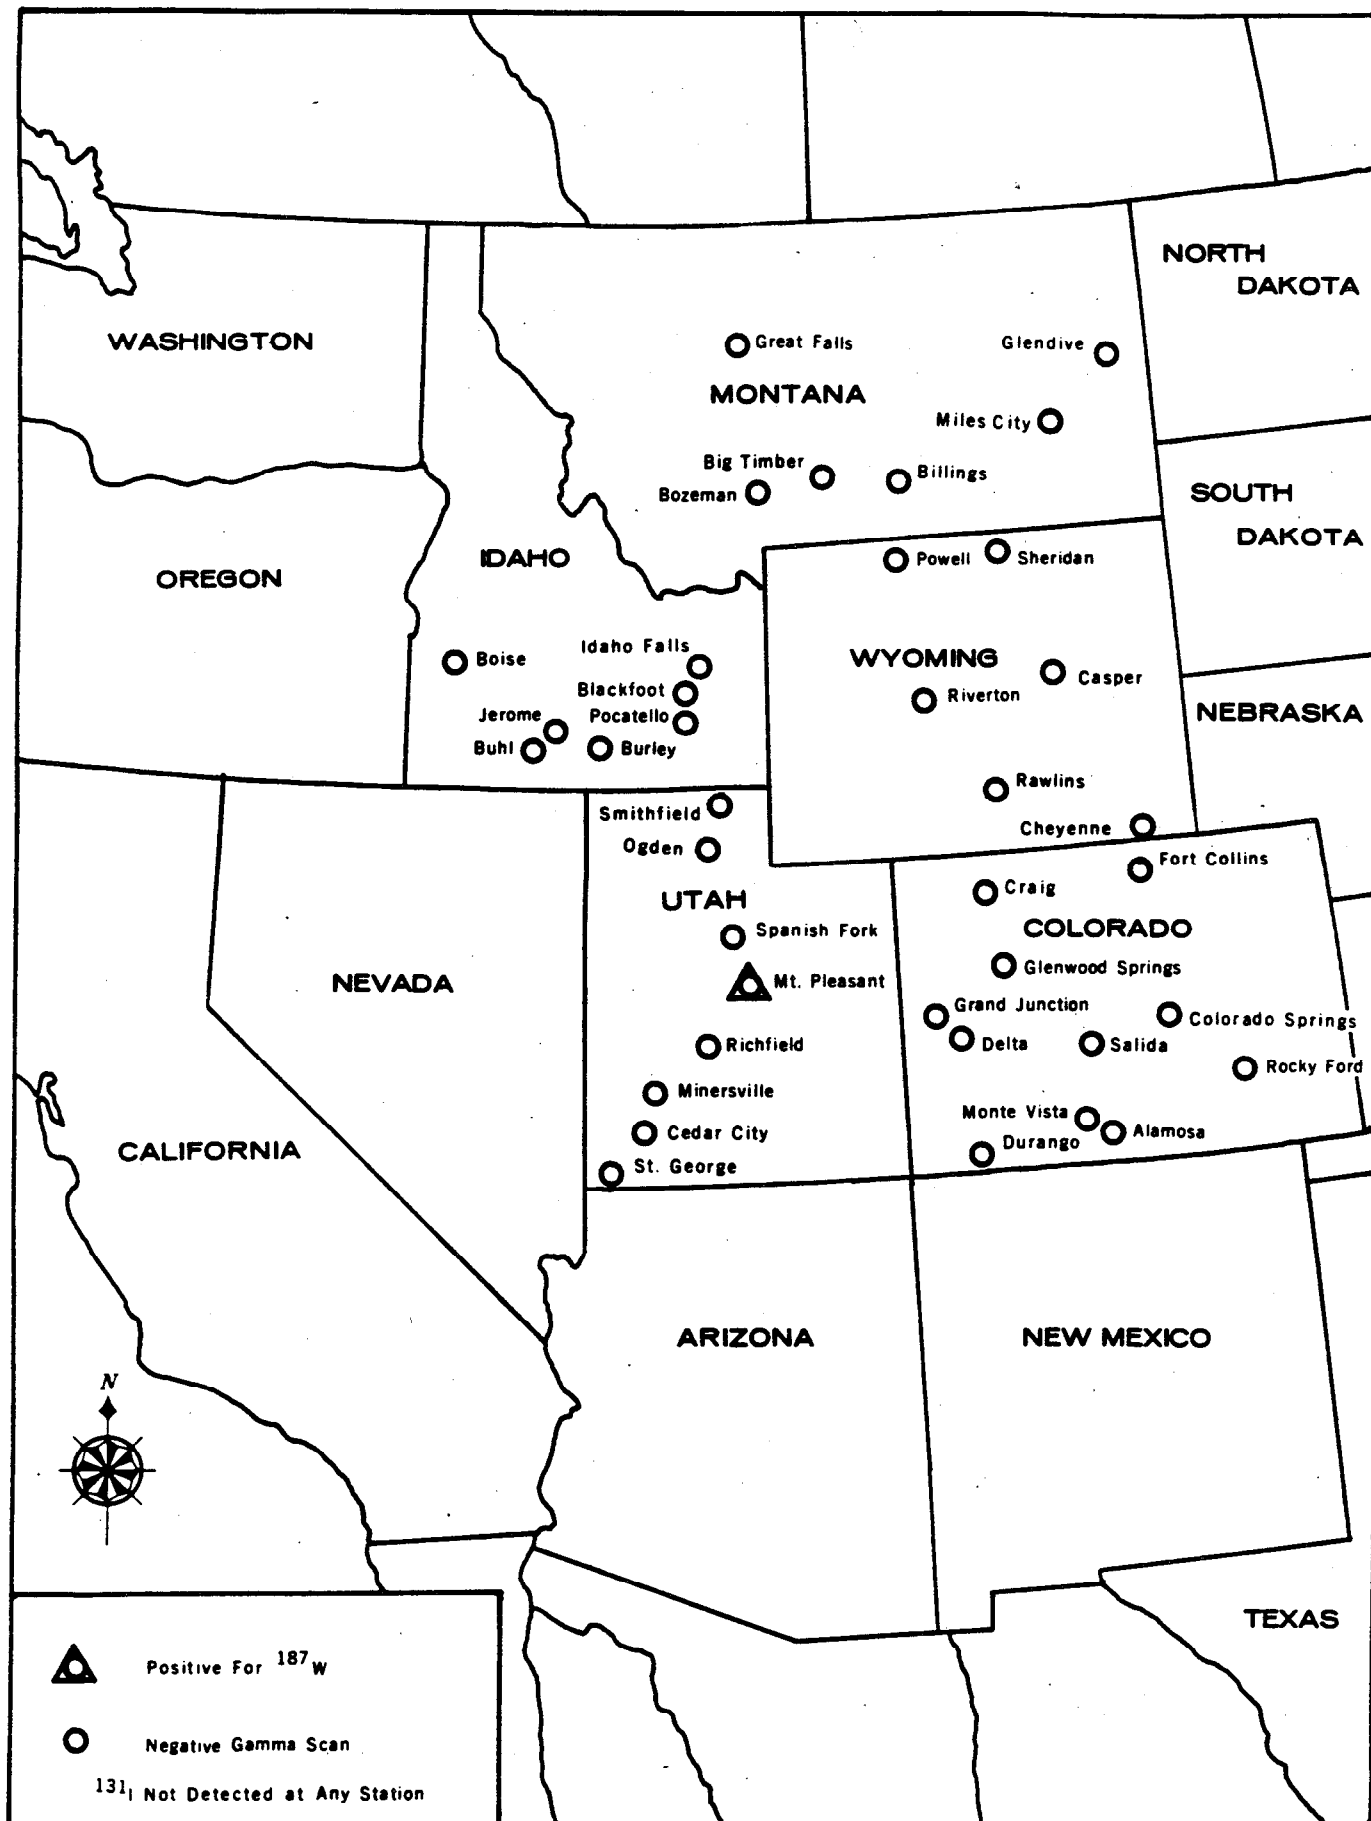 NORTH
DAKOTA
WASHINGTON
Great Falls
Glendive
MONTANA
Miles City
Big Timber
Billings
Bozeman
SOUTH
DAKOTA
IDAHO
Powell
Sheridan
OREGON
Idaho Falls
Boise
WYOMING
Casper
Blackfoot
Riverton
Jerome
Pocatello
NEBRASKA
Buhl
Burley
Rawlins
Smithfield
Cheyenne
Ogden
Fort Collins
Craig
UTAH
COLORADO
Spanish Fork
Glenwood Springs
NEVADA
Mt. Pleasant
Grand Junction
Colorado Springs
Richfield
Delta
Salida
Rocky Ford
Minersville
Monte Vista
Cedar City
Alamosa
Durango
CALIFORNIA
St. George
ARIZONA
NEW MEXICO
N
TEXAS
Positive For 187W
Negative Gamma Scan
131I Not Detected at Any Station